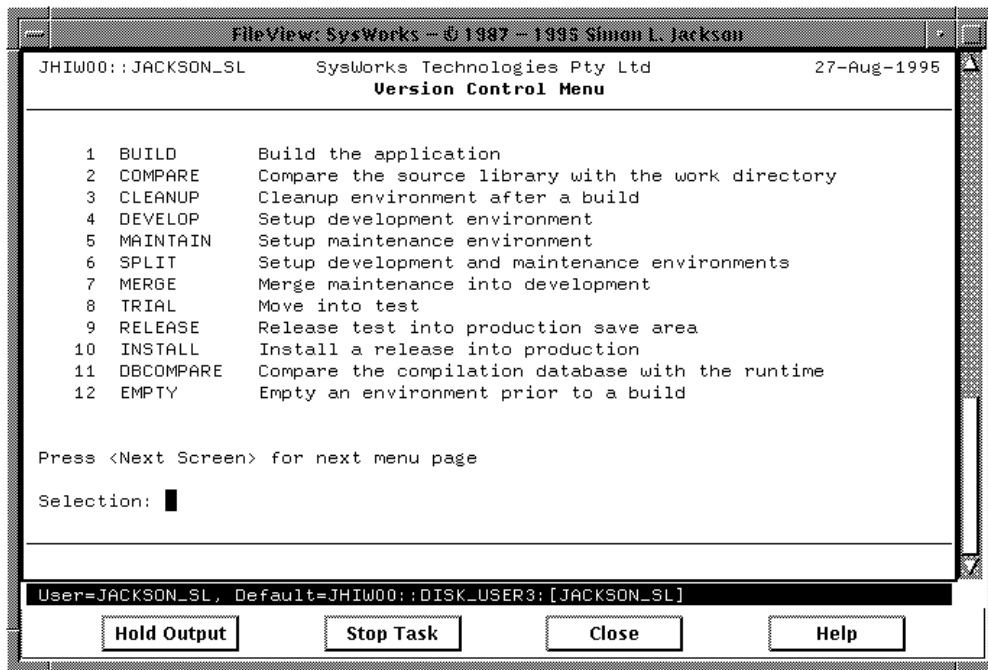 FileView: SysWorks – © 1987 – 1995 Simon L. Jackson
JHIW00::JACKSON_SL SysWorks Technologies Pty Ltd 27-Aug-1995
Version Control Menu
1 BUILD Build the application
2 COMPARE Compare the source library with the work directory
3 CLEANUP Cleanup environment after a build
4 DEVELOP Setup development environment
5 MAINTAIN Setup maintenance environment
6 SPLIT Setup development and maintenance environments
7 MERGE Merge maintenance into development
8 TRIAL Move into test
9 RELEASE Release test into production save area
10 INSTALL Install a release into production
11 DBCOMPARE Compare the compilation database with the runtime
12 EMPTY Empty an environment prior to a build
Press <Next Screen> for next menu page
Selection:
User=JACKSON_SL, Default=JHIW00::DISK_USER3:[JACKSON_SL]
Hold Output Stop Task Close Help